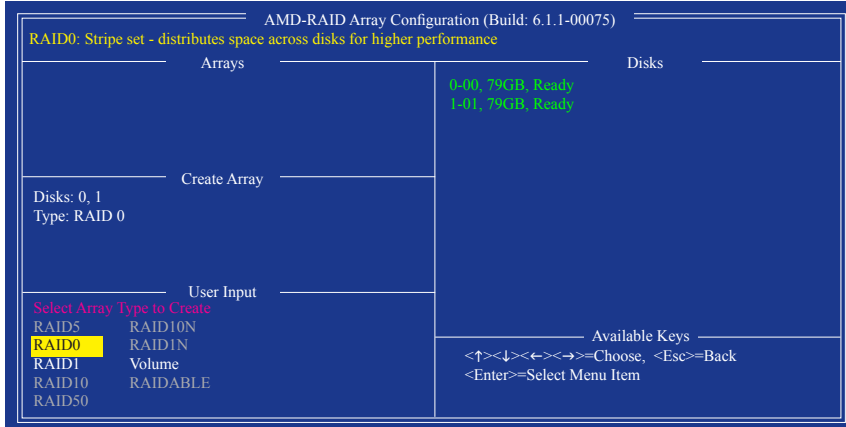 AMD-RAID Array Configuration (Build: 6.1.1-00075)
RAID0: Stripe set - distributes space across disks for higher performance
Arrays
Create Array
Disks: 0, 1
Type: RAID 0
User Input
Select Array Type to Create
RAID5 RAID10N
RAID0 RAID1N
RAID1 Volume
RAID10 RAIDABLE
RAID50
Disks
0-00, 79GB, Ready
1-01, 79GB, Ready
Available Keys
<↑><↓><←><→>=Choose, <Esc>=Back
<Enter>=Select Menu Item